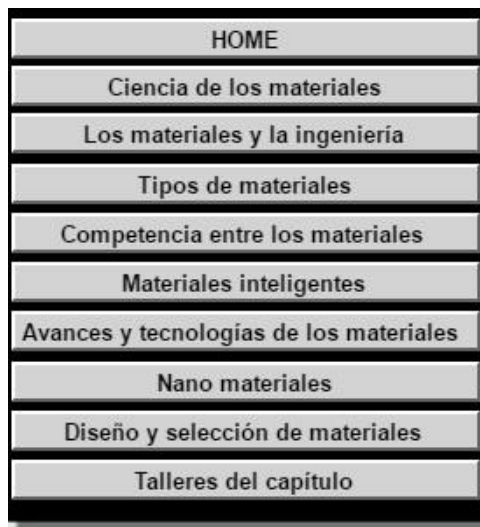 HOME
Ciencia de los materiales
Los materiales y la ingeniería
Tipos de materiales
Competencia entre los materiales
Materiales inteligentes
Avances y tecnologías de los materiales
Nano materiales
Diseño y selección de materiales
Talleres del capítulo